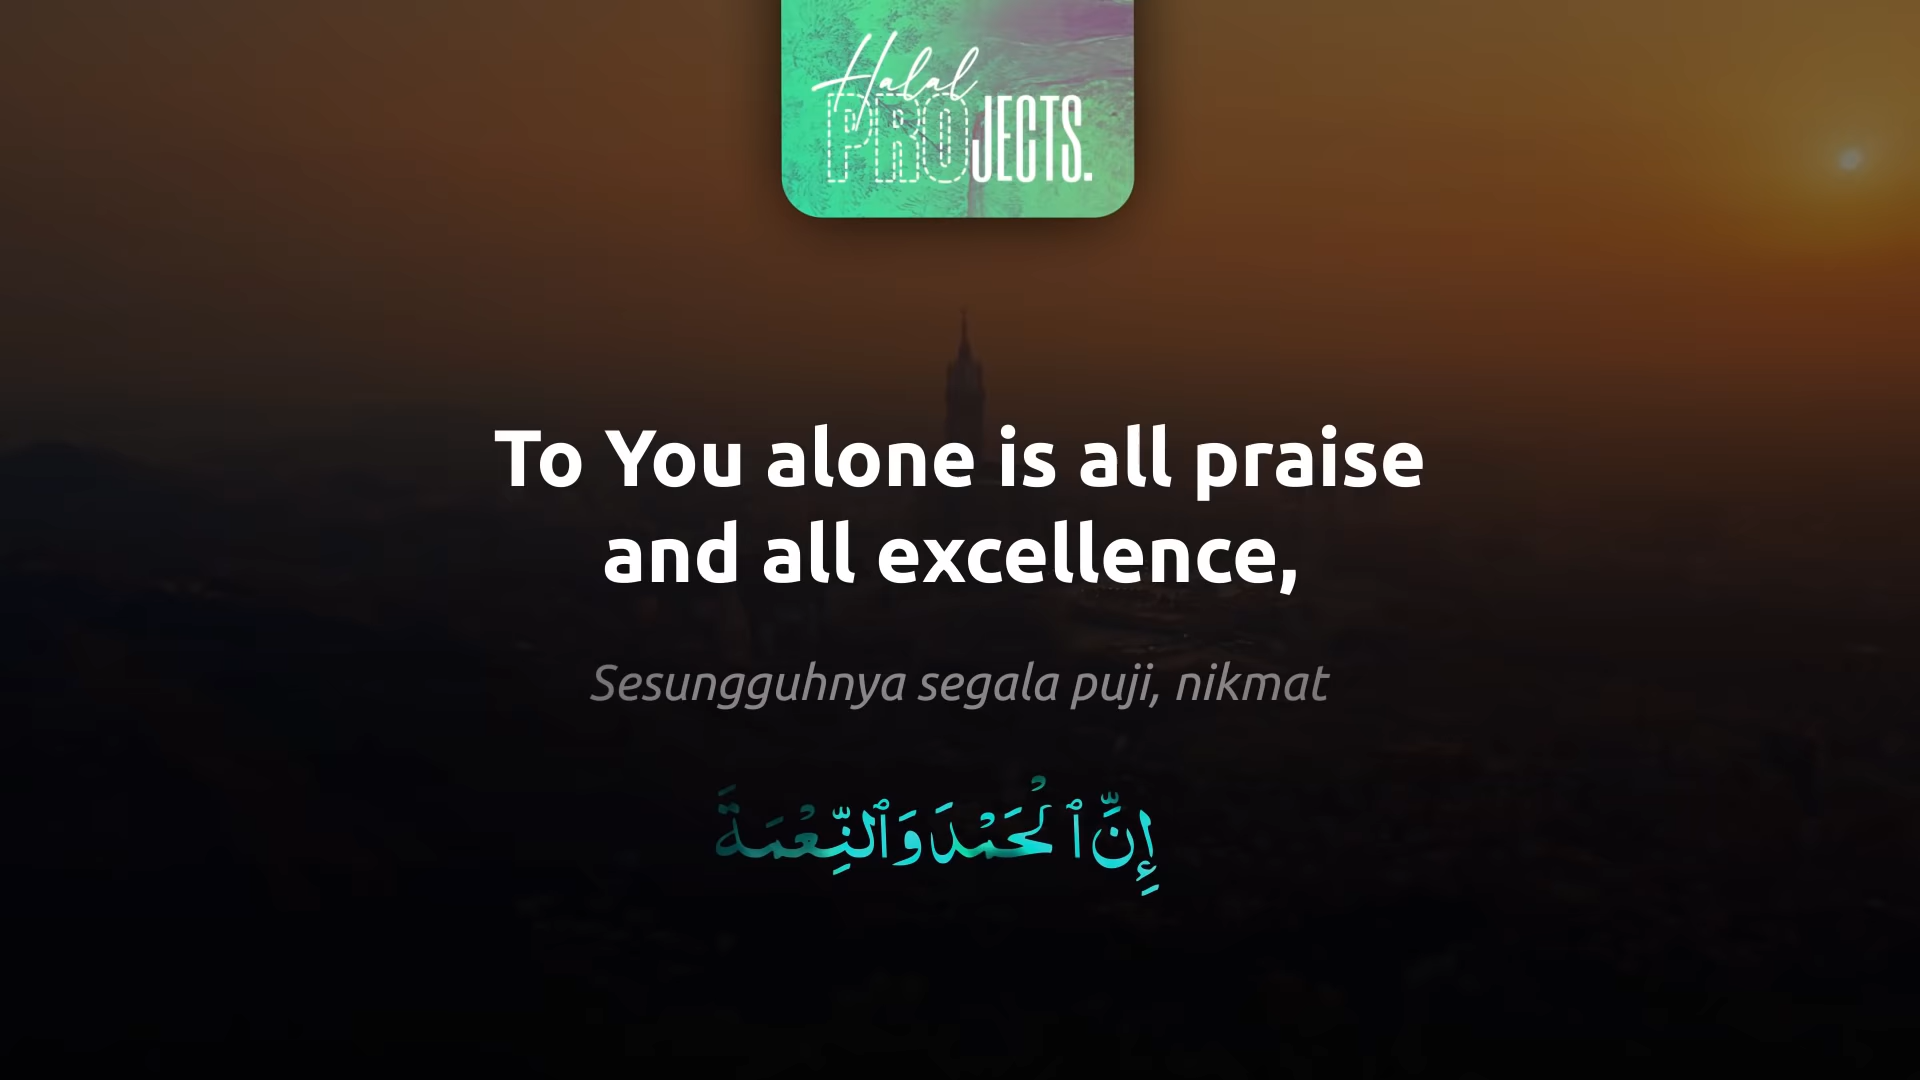 Halal
PROJECTS.
To You alone is all praise
and all excellence,
Sesungguhnya segala puji, nikmat
إِنَّ ٱلْحَمْدَ وَٱلنِّعْمَةَ